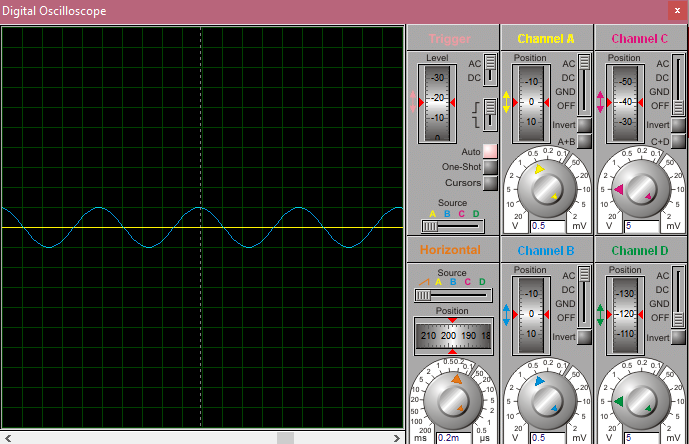 Digital Oscilloscope
x
Trigger
Level
-30
-20
-10
0
AC
DC
Auto
One-Shot
Cursors
Source
A B C D
Channel A
Position
10
0
10
AC
DC
GND
OFF
Invert
A+B
20 10 5 2 1 0.5 0.2 0.1 50 20 10 5 2
V 0.5 mV
Channel C
Position
-50
-40
-30
AC
DC
GND
OFF
Invert
C+D
20 10 5 2 1 0.5 0.2 0.1 50 20 10 5 2
V 5 mV
Horizontal
Source
A B C D
Position
210 200 190 18
200 100 50 20 10 5 2 1 0.5 0.2 0.1 50 20 10 5 2 1 0.5
ms 0.2m µs
Channel B
Position
-10
0
10
AC
DC
GND
OFF
Invert
20 10 5 2 1 0.5 0.2 0.1 50 20 10 5 2
V 0.5 mV
Channel D
Position
-130
-120
-110
AC
DC
GND
OFF
Invert
20 10 5 2 1 0.5 0.2 0.1 50 20 10 5 2
V 5 mV